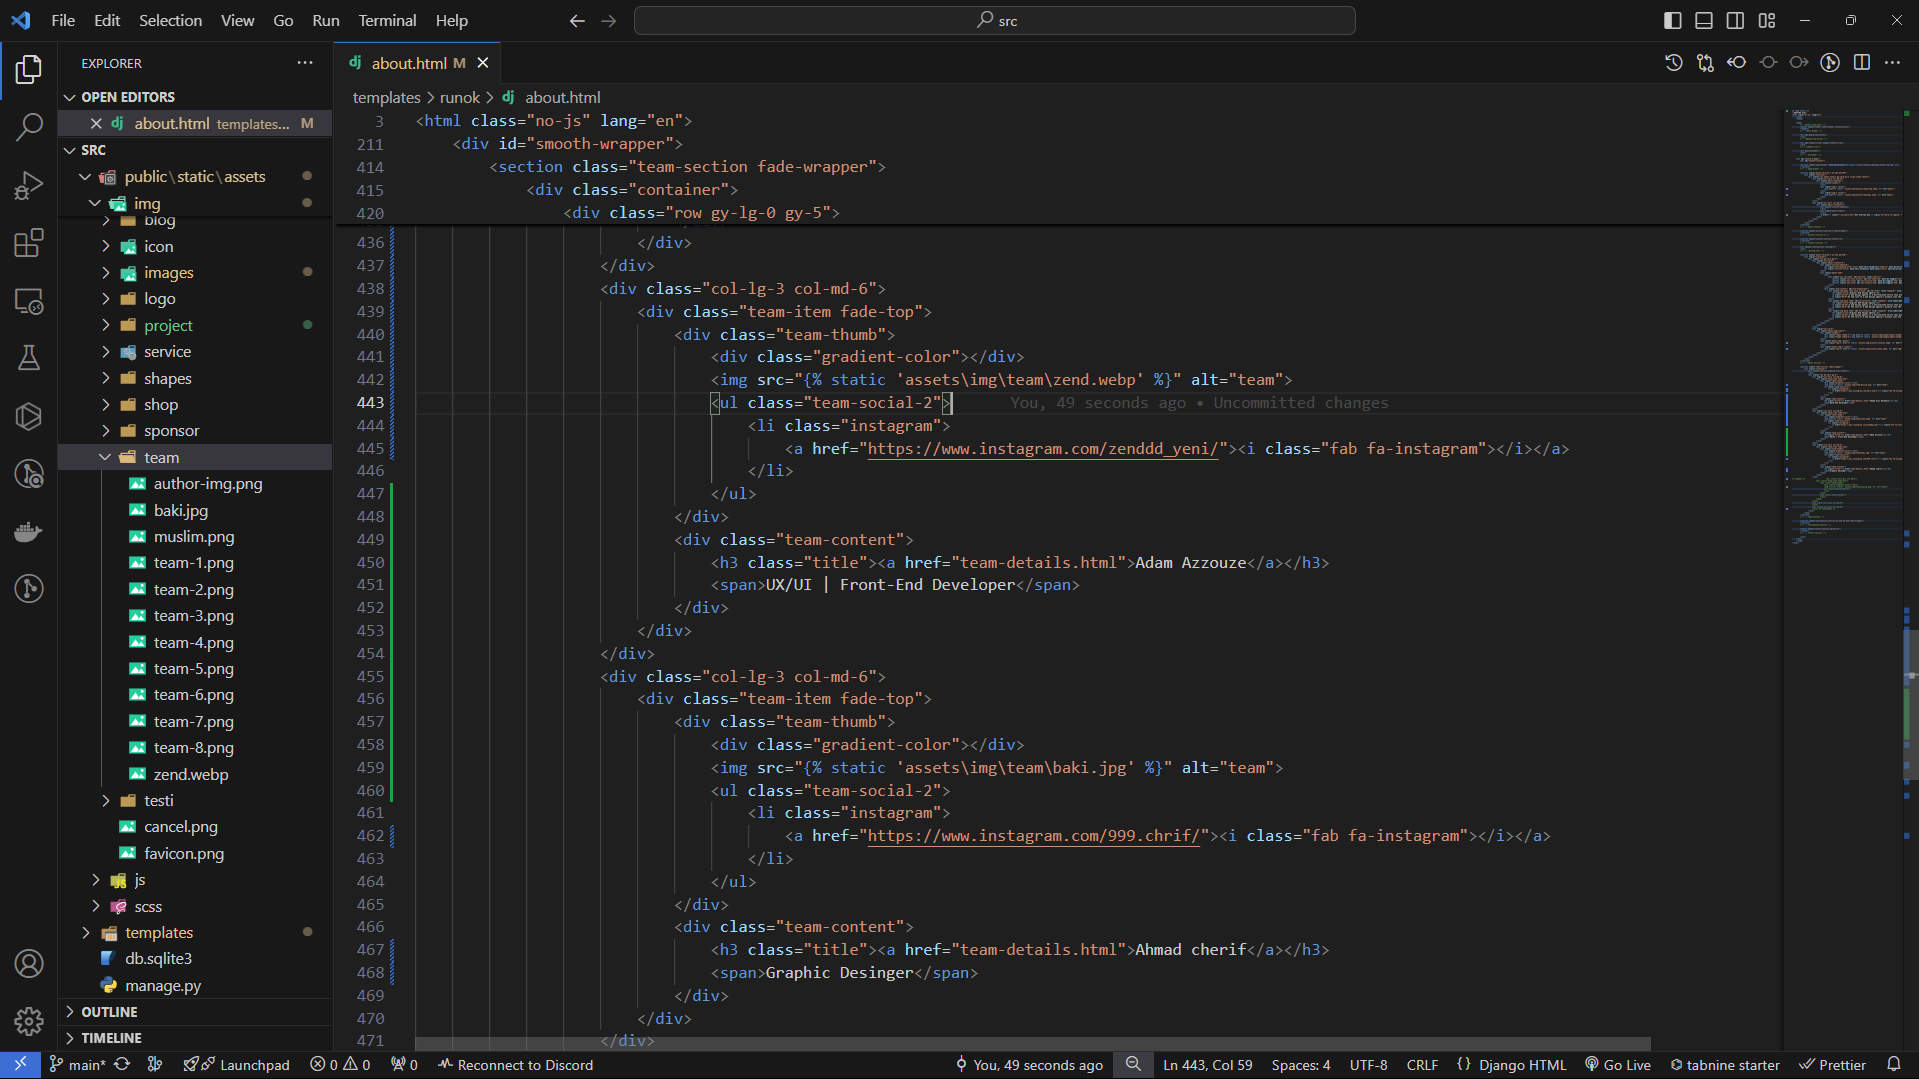 File Edit Selection View Go Run Terminal Help
src
EXPLORER
OPEN EDITORS
about.html templates... M
SRC
public\static\assets
img
blog
icon
images
logo
project
service
shapes
shop
sponsor
team
author-img.png
baki.jpg
muslim.png
team-1.png
team-2.png
team-3.png
team-4.png
team-5.png
team-6.png
team-7.png
team-8.png
zend.webp
testi
cancel.png
favicon.png
js
scss
templates
db.sqlite3
manage.py
OUTLINE
TIMELINE
about.html M
templates > runok > about.html
3 <html class="no-js" lang="en">
211 <div id="smooth-wrapper">
414 <section class="team-section fade-wrapper">
415 <div class="container">
420 <div class="row gy-lg-0 gy-5">
436 </div>
437 </div>
438 <div class="col-lg-3 col-md-6">
439 <div class="team-item fade-top">
440 <div class="team-thumb">
441 <div class="gradient-color"></div>
442 <img src="{% static 'assets\img\team\zend.webp' %}" alt="team">
443 <ul class="team-social-2"> You, 49 seconds ago • Uncommitted changes
444 <li class="instagram">
445 <a href="https://www.instagram.com/zenddd_yeni/"><i class="fab fa-instagram"></i></a>
446 </li>
447 </ul>
448 </div>
449 <div class="team-content">
450 <h3 class="title"><a href="team-details.html">Adam Azzouze</a></h3>
451 <span>UX/UI | Front-End Developer</span>
452 </div>
453 </div>
454 </div>
455 <div class="col-lg-3 col-md-6">
456 <div class="team-item fade-top">
457 <div class="team-thumb">
458 <div class="gradient-color"></div>
459 <img src="{% static 'assets\img\team\baki.jpg' %}" alt="team">
460 <ul class="team-social-2">
461 <li class="instagram">
462 <a href="https://www.instagram.com/999.chrif/"><i class="fab fa-instagram"></i></a>
463 </li>
464 </ul>
465 </div>
466 <div class="team-content">
467 <h3 class="title"><a href="team-details.html">Ahmad cherif</a></h3>
468 <span>Graphic Desinger</span>
469 </div>
470 </div>
471 </div>
main* Launchpad 0 0 0 Reconnect to Discord
You, 49 seconds ago Ln 443, Col 59 Spaces: 4 UTF-8 CRLF {} Django HTML Go Live tabnine starter Prettier